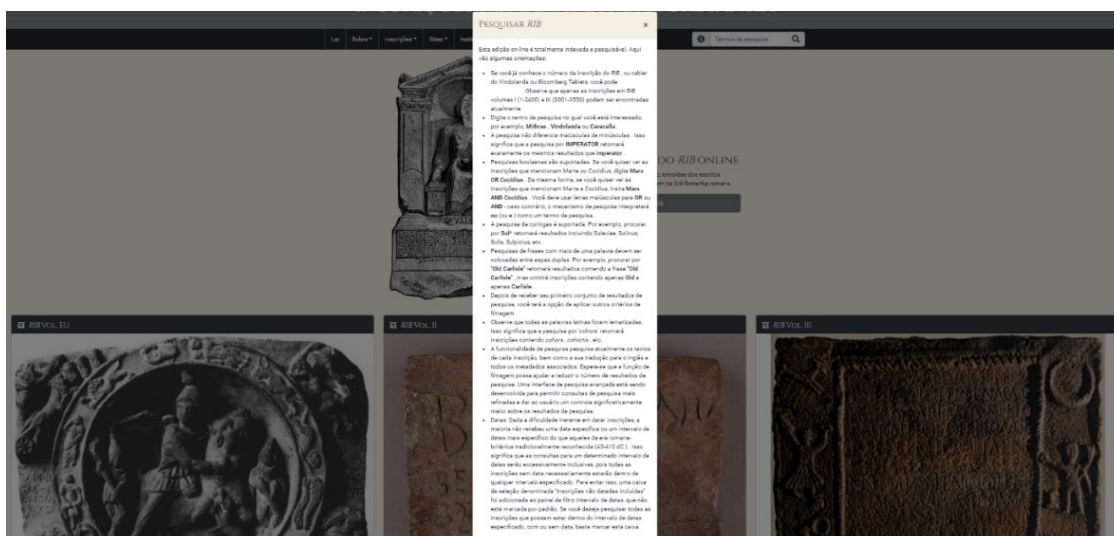 Lar Sobre Inscrições Sites
Termos de pesquisa
PESQUISAR RIB ×
Esta edição on-line é totalmente indexada e pesquisável. Aqui
vão algumas orientações:
• Se você já conhece o número da inscrição do RIB , ou tablet
do Vindolanda ou Bloomberg Tablets, você pode
. Observe que apenas as inscrições em RIB
volumes I (1-2400) e III (3001-3550) podem ser encontradas
atualmente.
• Digite o termo de pesquisa no qual você está interessado,
por exemplo, Mithras , Vindolanda ou Caracalla .
• A pesquisa não diferencia maiúsculas de minúsculas . Isso
significa que a pesquisa por IMPERATOR retornará
exatamente os mesmos resultados que imperator .
• Pesquisas booleanas são suportadas. Se você quiser ver as
inscrições que mencionam Marte ou Cocidius, digite Mars
OR Cocidius . Da mesma forma, se você quiser ver as
inscrições que mencionam Marte e Cocidius, insira Mars
AND Cocidius . Você deve usar letras maiúsculas para OR ou
AND - caso contrário, o mecanismo de pesquisa interpretará
ou (ou e ) como um termo de pesquisa.
• A pesquisa de curingas é suportada. Por exemplo, procurar
por Sul* retornará resultados incluindo Suleviae, Sulinus,
Sulis, Sulpicius, etc.
• Pesquisas de frases com mais de uma palavra devem ser
colocadas entre aspas duplas. Por exemplo, procurar por
"Old Carlisle" retornará resultados contendo a frase "Old
Carlisle" , mas omitirá inscrições contendo apenas Old e
apenas Carlisle .
• Depois de receber seu primeiro conjunto de resultados de
pesquisa, você terá a opção de aplicar outros critérios de
filtragem.
• Observe que todas as palavras latinas foram lematizadas.
Isso significa que a pesquisa por 'cohors' retornará
inscrições contendo cohors , cohortis , etc.
• A funcionalidade de pesquisa pesquisa atualmente os textos
de cada inscrição, bem como a sua tradução para o inglês e
todos os metadados associados. Espera-se que a função de
filtragem possa ajudar a reduzir o número de resultados de
pesquisa. Uma interface de pesquisa avançada está sendo
desenvolvida para permitir consultas de pesquisa mais
refinadas e dar ao usuário um controle significativamente
maior sobre os resultados da pesquisa.
• Datas: Dada a dificuldade inerente em datar inscrições, a
maioria não recebeu uma data específica ou um intervalo de
datas mais específico do que aqueles da era romano-
britânica tradicionalmente reconhecida (43-410 dC ) . Isso
significa que as consultas para um determinado intervalo de
datas serão excessivamente inclusivas, pois todas as
inscrições sem data necessariamente estarão dentro de
qualquer intervalo especificado. Para evitar isso, uma caixa
de seleção denominada "Inscrições não datadas incluídas"
foi adicionada ao painel de filtro Intervalo de datas, que não
está marcada por padrão. Se você deseja pesquisar todas as
inscrições que possam estar dentro do intervalo de datas
especificado, com ou sem data, basta marcar esta caixa.
DO RIB ONLINE
, extraídos dos escritos
na Grã-Bretanha romana
RIB VOL. EU
RIB VOL. II
RIB VOL. III